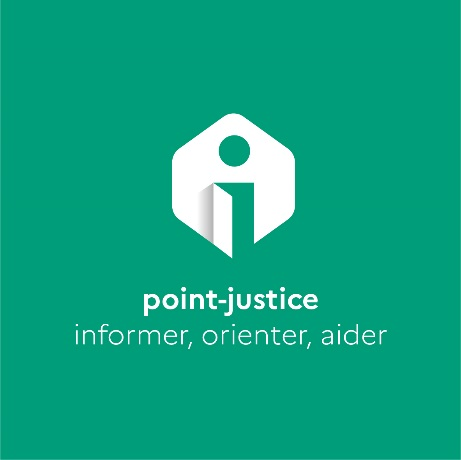 point-justice
informer, orienter, aider